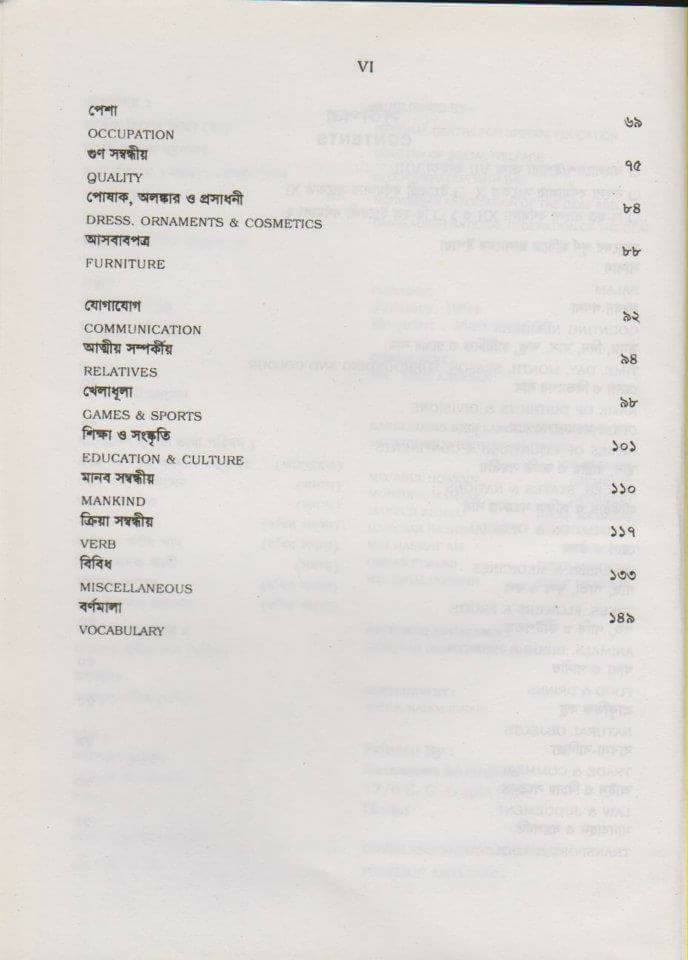 VI
পেশা ৬৯
OCCUPATION
গুণ সম্বন্ধীয় ৭৫
QUALITY
পোষাক, অলঙ্কার ও প্রসাধনী ৮৪
DRESS. ORNAMENTS & COSMETICS
আসবাবপত্র ৮৮
FURNITURE
যোগাযোগ ৯২
COMMUNICATION
আত্মীয় সম্পর্কীয় ৯৪
RELATIVES
খেলাধূলা ৯৮
GAMES & SPORTS
শিক্ষা ও সংস্কৃতি ১০১
EDUCATION & CULTURE
মানব সম্বন্ধীয় ১১০
MANKIND
ক্রিয়া সম্বন্ধীয় ১১৭
VERB
বিবিধ ১৩৩
MISCELLANEOUS
বর্ণমালা ১৪৯
VOCABULARY